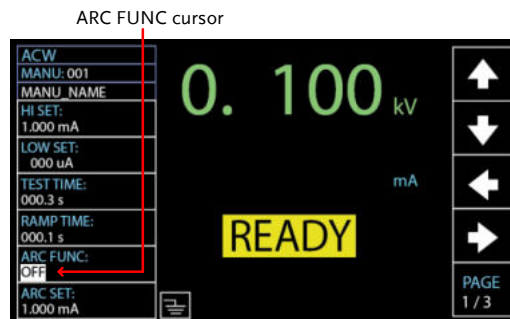 ARC FUNC cursor
ACW
MANU: 001
MANU_NAME
HI SET:
1.000 mA
LOW SET:
000 uA
TEST TIME:
000.3 s
RAMP TIME:
000.1 s
ARC FUNC:
OFF
ARC SET:
1.000 mA
0. 100 kV
mA
READY
PAGE
1 / 3